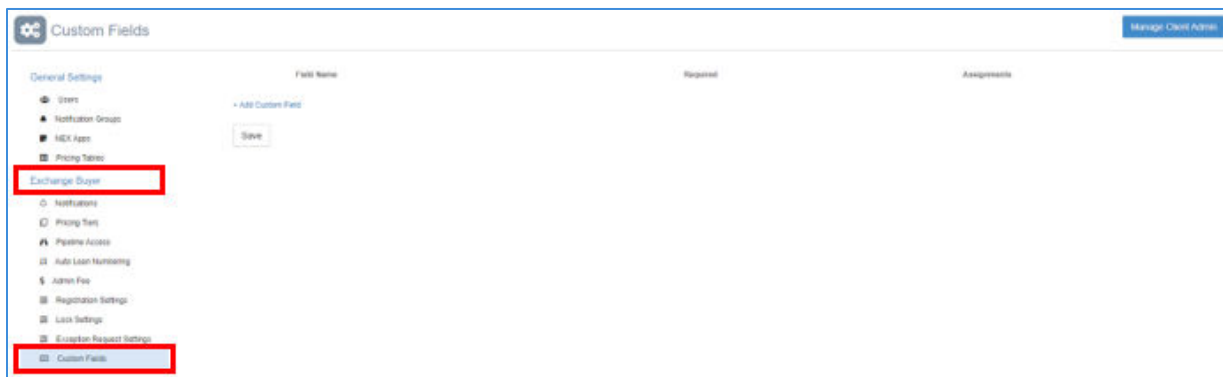 Custom Fields
Manage Client Admin
General Settings
Field Name Required Assignments
Users
+ Add Custom Field
Notification Groups
NEX Apps
Save
Pricing Tables
Exchange Buyer
Notifications
Pricing Tiers
Pipeline Access
Auto Loan Numbering
$ Admin Fee
Registration Settings
Lock Settings
Exception Request Settings
Custom Fields